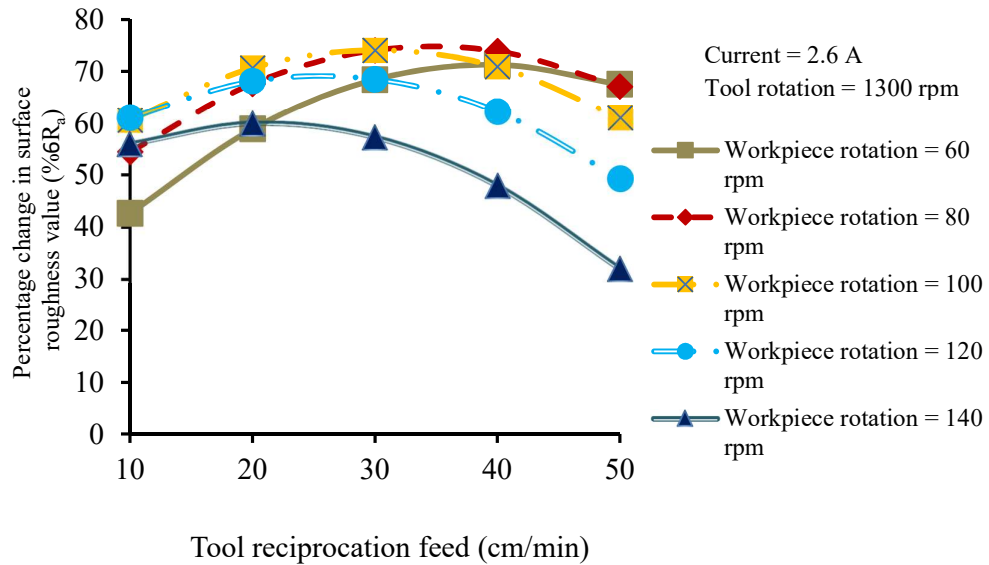 80
70
60
50
40
30
20
10
0
10 20 30 40 50
Percentage change in surface
roughness value (%6Rₐ)
Tool reciprocation feed (cm/min)
Current = 2.6 A
Tool rotation = 1300 rpm
Workpiece rotation = 60
rpm
Workpiece rotation = 80
rpm
Workpiece rotation = 100
rpm
Workpiece rotation = 120
rpm
Workpiece rotation = 140
rpm